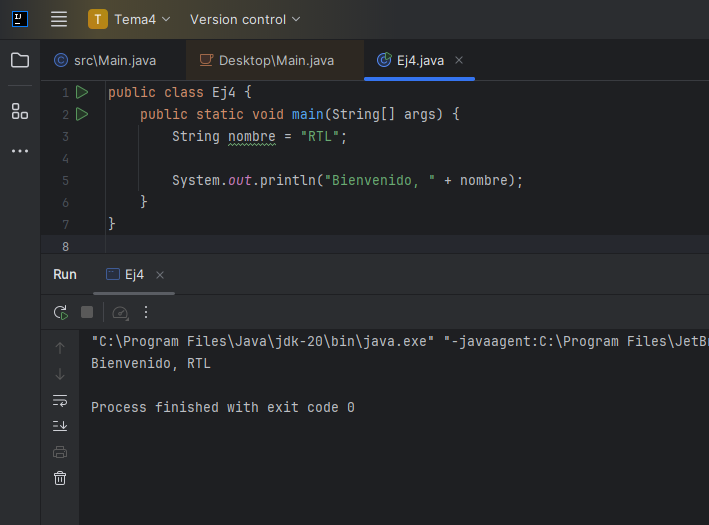 IJ
T Tema4 Version control
src\Main.java Desktop\Main.java Ej4.java
1 public class Ej4 {
2 public static void main(String[] args) {
3 String nombre = "RTL";
4
5 System.out.println("Bienvenido, " + nombre);
6 }
7 }
8
Run Ej4
"C:\Program Files\Java\jdk-20\bin\java.exe" "-javaagent:C:\Program Files\JetBr
Bienvenido, RTL
Process finished with exit code 0